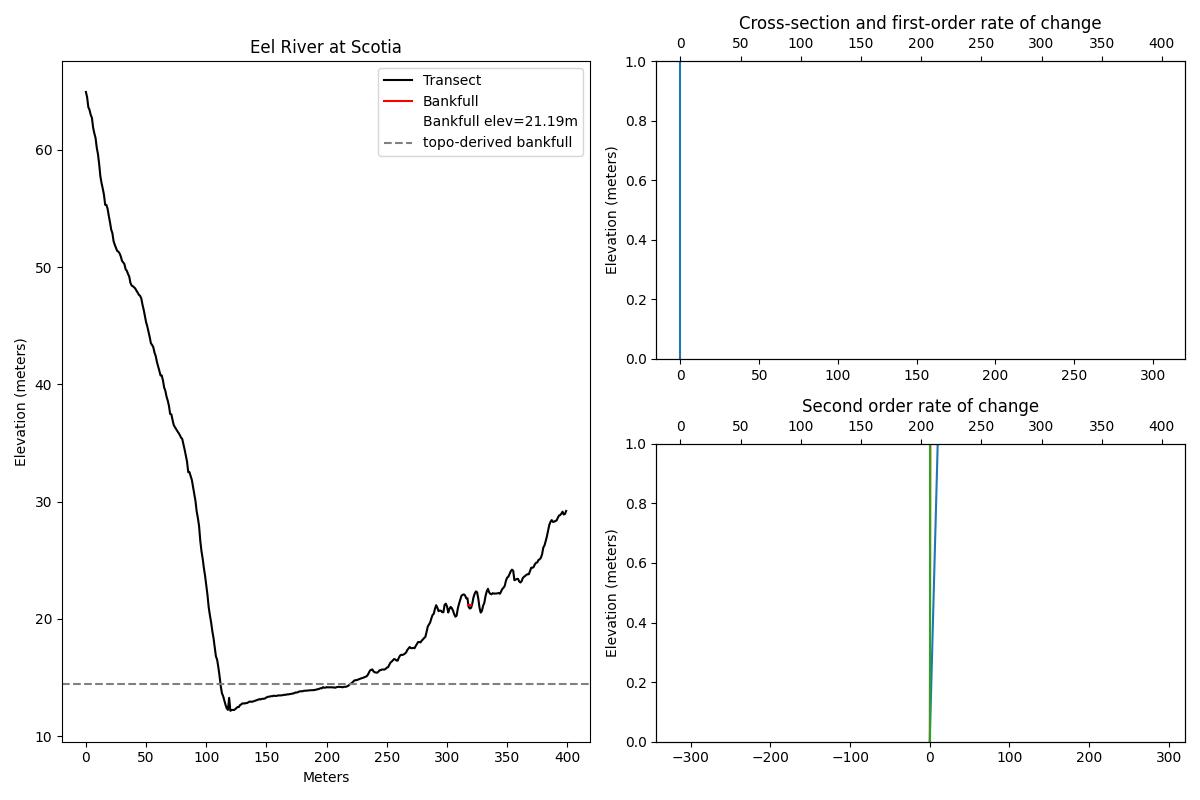 Eel River at Scotia
Transect
Bankfull
Bankfull elev=21.19m
topo-derived bankfull
60
50
40
30
20
10
Elevation (meters)
0 50 100 150 200 250 300 350 400
Meters
Cross-section and first-order rate of change
0 50 100 150 200 250 300 350 400
1.0
0.8
0.6
0.4
0.2
0.0
Elevation (meters)
0 50 100 150 200 250 300
Second order rate of change
0 50 100 150 200 250 300 350 400
1.0
0.8
0.6
0.4
0.2
0.0
Elevation (meters)
−300 −200 −100 0 100 200 300